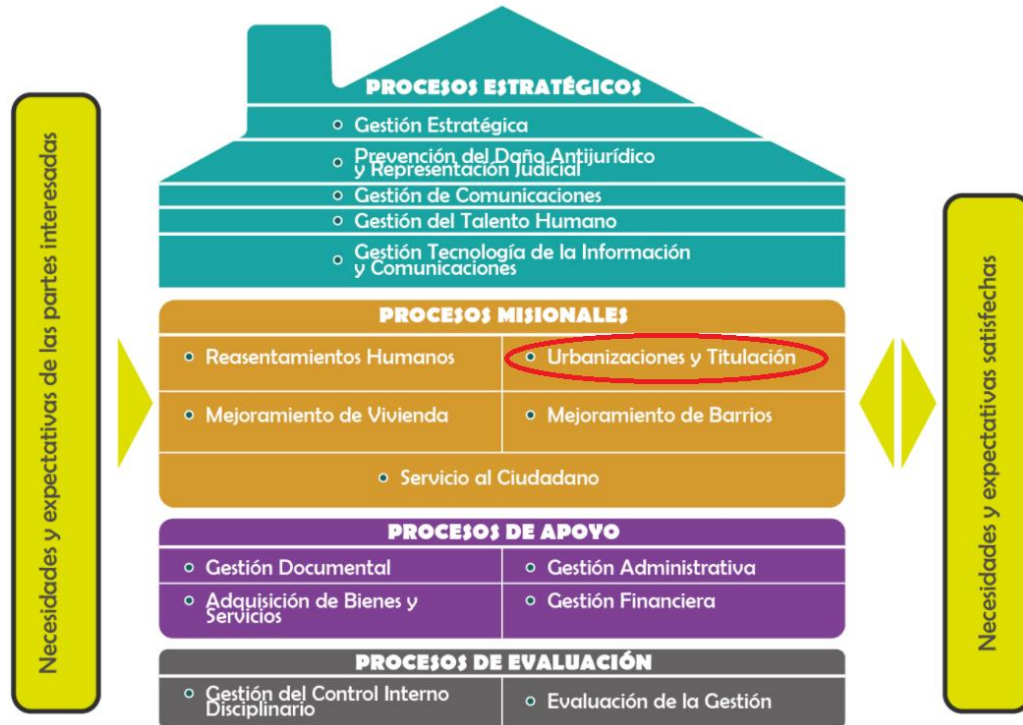 Necesidades y expectativas de las partes interesadas
PROCESOS ESTRATÉGICOS
Gestión Estratégica
Prevención del Daño Antijurídico
y Representación Judicial
Gestión de Comunicaciones
Gestión del Talento Humano
Gestión Tecnología de la Información
y Comunicaciones
PROCESOS MISIONALES
Reasentamientos Humanos
Urbanizaciones y Titulación
Mejoramiento de Vivienda
Mejoramiento de Barrios
Servicio al Ciudadano
PROCESOS DE APOYO
Gestión Documental
Gestión Administrativa
Adquisición de Bienes y
Servicios
Gestión Financiera
PROCESOS DE EVALUACIÓN
Gestión del Control Interno
Disciplinario
Evaluación de la Gestión
Necesidades y expectativas satisfechas